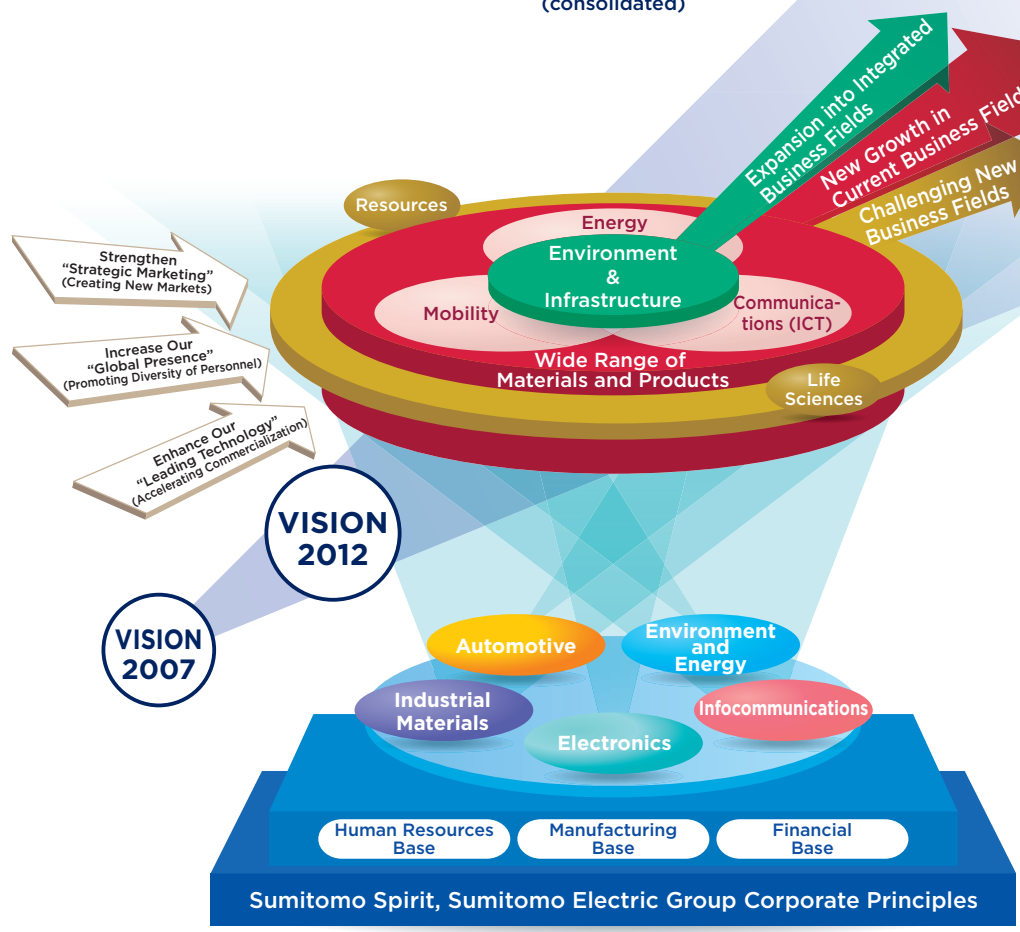 (consolidated)
Expansion into Integrated
Business Fields
New Growth in
Current Business Field
Challenging New
Business Fields
Resources
Energy
Environment
&
Infrastructure
Mobility
Communica-
tions (ICT)
Wide Range of
Materials and Products
Life
Sciences
Strengthen
“Strategic Marketing”
(Creating New Markets)
Increase Our
“Global Presence”
(Promoting Diversity of Personnel)
Enhance Our
“Leading Technology”
(Accelerating Commercialization)
VISION
2012
VISION
2007
Automotive
Environment
and
Energy
Industrial
Materials
Infocommunications
Electronics
Human Resources
Base
Manufacturing
Base
Financial
Base
Sumitomo Spirit, Sumitomo Electric Group Corporate Principles